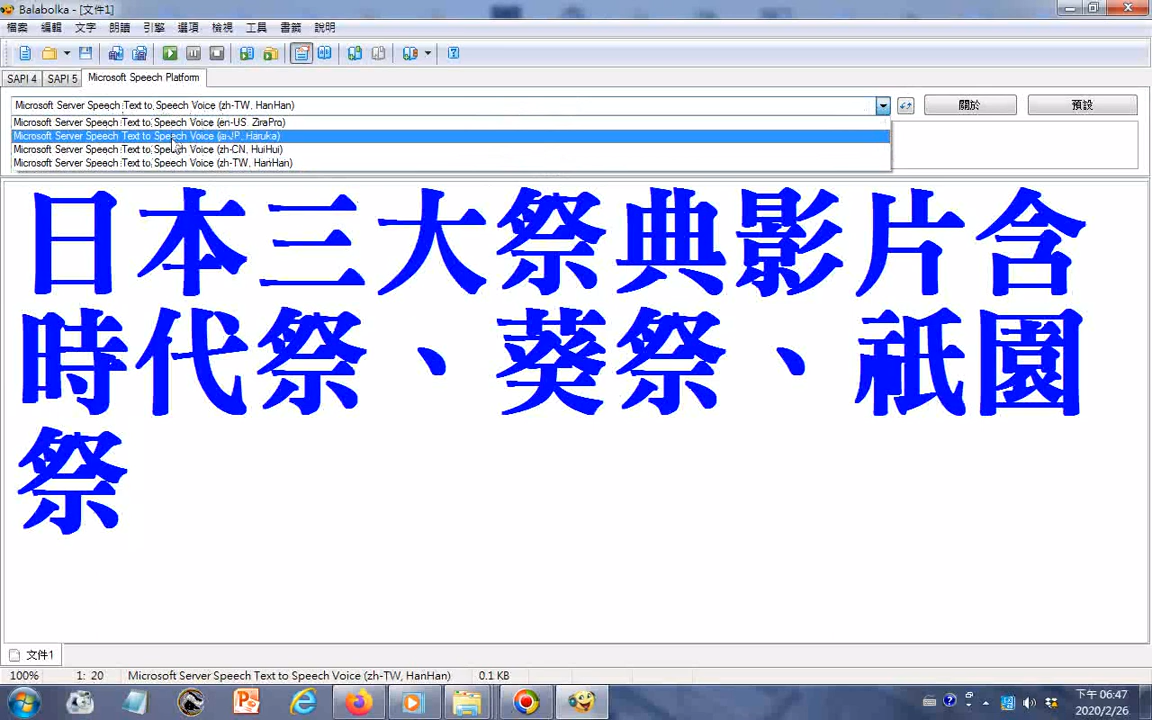 Balabolka - [文件1]
檔案 編輯 文字 朗讀 引擎 選項 檢視 工具 書籤 說明
SAPI 4 SAPI 5 Microsoft Speech Platform
Microsoft Server Speech Text to Speech Voice (zh-TW, HanHan) 關於 預設
Microsoft Server Speech Text to Speech Voice (en-US, ZiraPro)
Microsoft Server Speech Text to Speech Voice (ja-JP, Haruka)
Microsoft Server Speech Text to Speech Voice (zh-CN, HuiHui)
Microsoft Server Speech Text to Speech Voice (zh-TW, HanHan)
日本三大祭典影片含
時代祭、葵祭、祇園
祭
文件1
100% 1: 20 Microsoft Server Speech Text to Speech Voice (zh-TW, HanHan) 0.1 KB
下午 06:47
2020/2/26